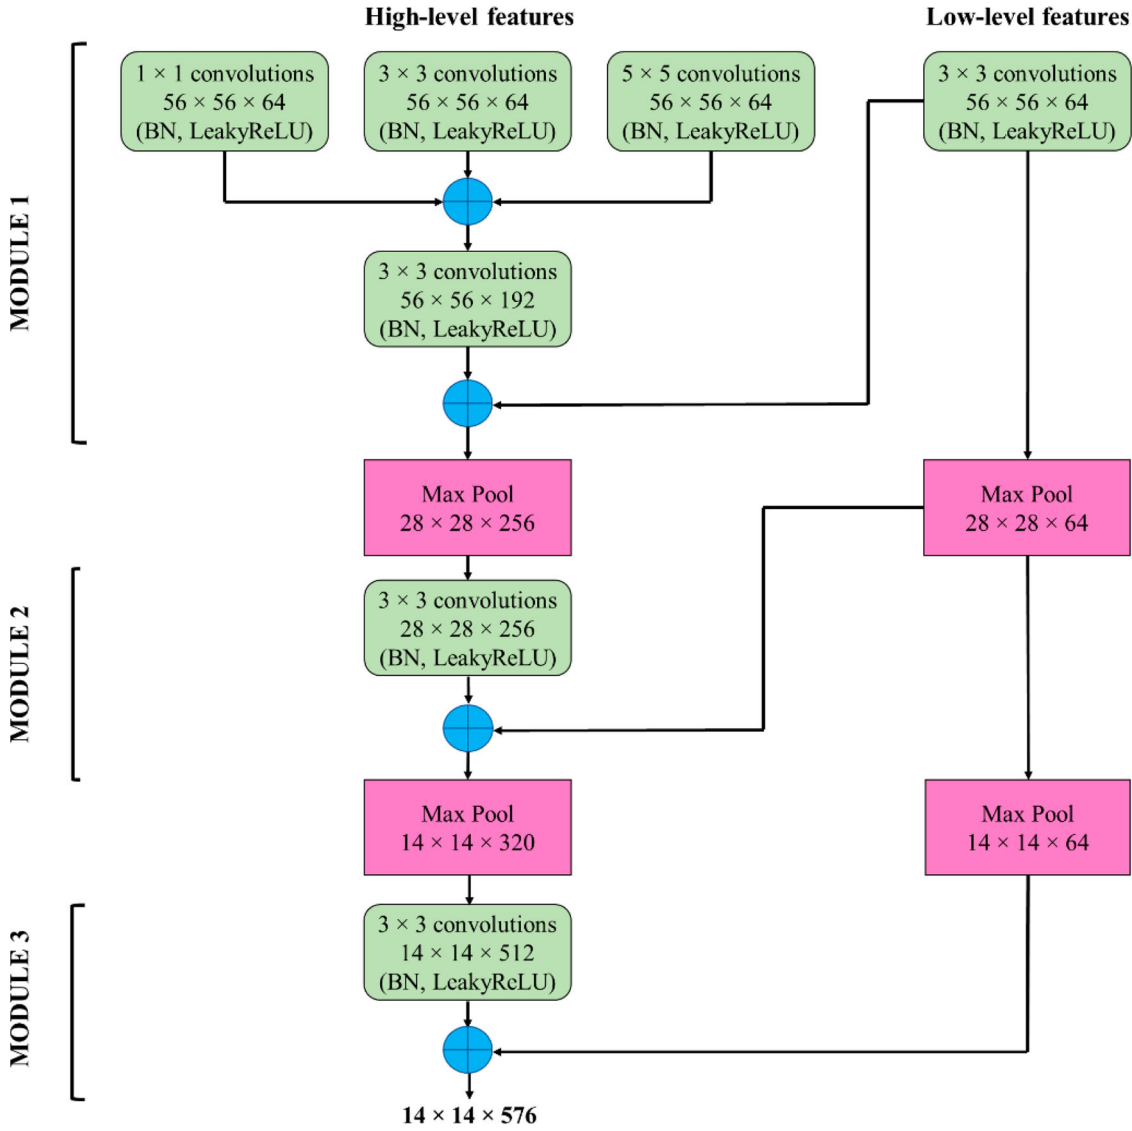 High-level features
Low-level features
MODULE 1
1 × 1 convolutions
56 × 56 × 64
(BN, LeakyReLU)
3 × 3 convolutions
56 × 56 × 64
(BN, LeakyReLU)
5 × 5 convolutions
56 × 56 × 64
(BN, LeakyReLU)
3 × 3 convolutions
56 × 56 × 64
(BN, LeakyReLU)
3 × 3 convolutions
56 × 56 × 192
(BN, LeakyReLU)
Max Pool
28 × 28 × 256
Max Pool
28 × 28 × 64
MODULE 2
3 × 3 convolutions
28 × 28 × 256
(BN, LeakyReLU)
Max Pool
14 × 14 × 320
Max Pool
14 × 14 × 64
MODULE 3
3 × 3 convolutions
14 × 14 × 512
(BN, LeakyReLU)
14 × 14 × 576